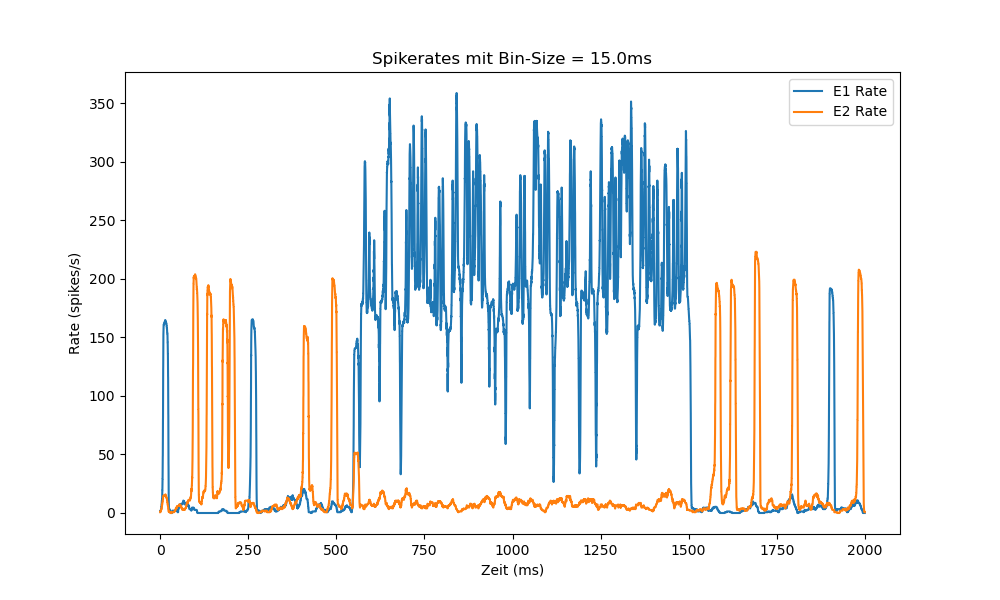 Spikerates mit Bin-Size = 15.0ms
E1 Rate
E2 Rate
350
300
250
200
150
100
50
0
Rate (spikes/s)
0 250 500 750 1000 1250 1500 1750 2000
Zeit (ms)